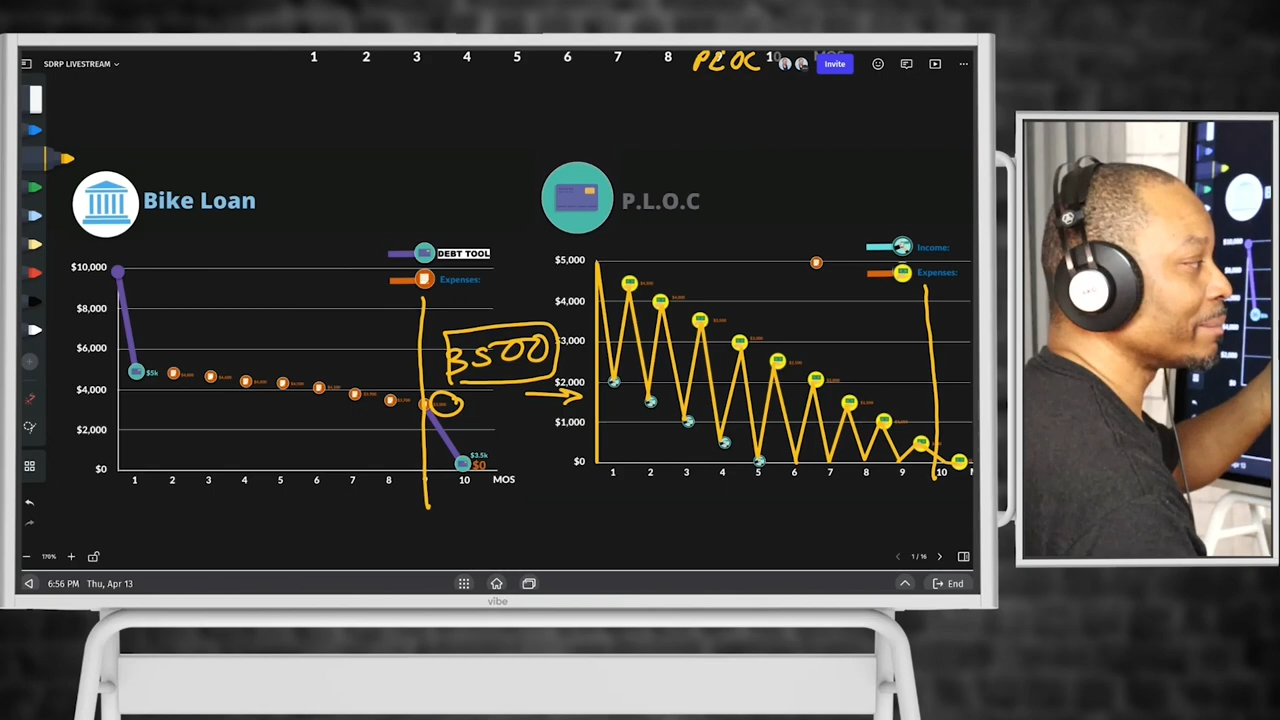 1 2 3 4 5 6 7 8 10 MOS
PLOC
SDRP LIVESTREAM
Invite
Bike Loan
P.L.O.C
DEBT TOOL
Expenses:
$10,000
$8,000
$6,000
$4,000
$2,000
$0
$5k
$3.5k
$0
1 2 3 4 5 6 7 8 10 MOS
3500
Income:
Expenses:
$5,000
$4,000
$3,000
$2,000
$1,000
$0
1 2 3 4 5 6 7 8 9 10
170%
1 / 16
6:56 PM Thu, Apr 13
End
vibe